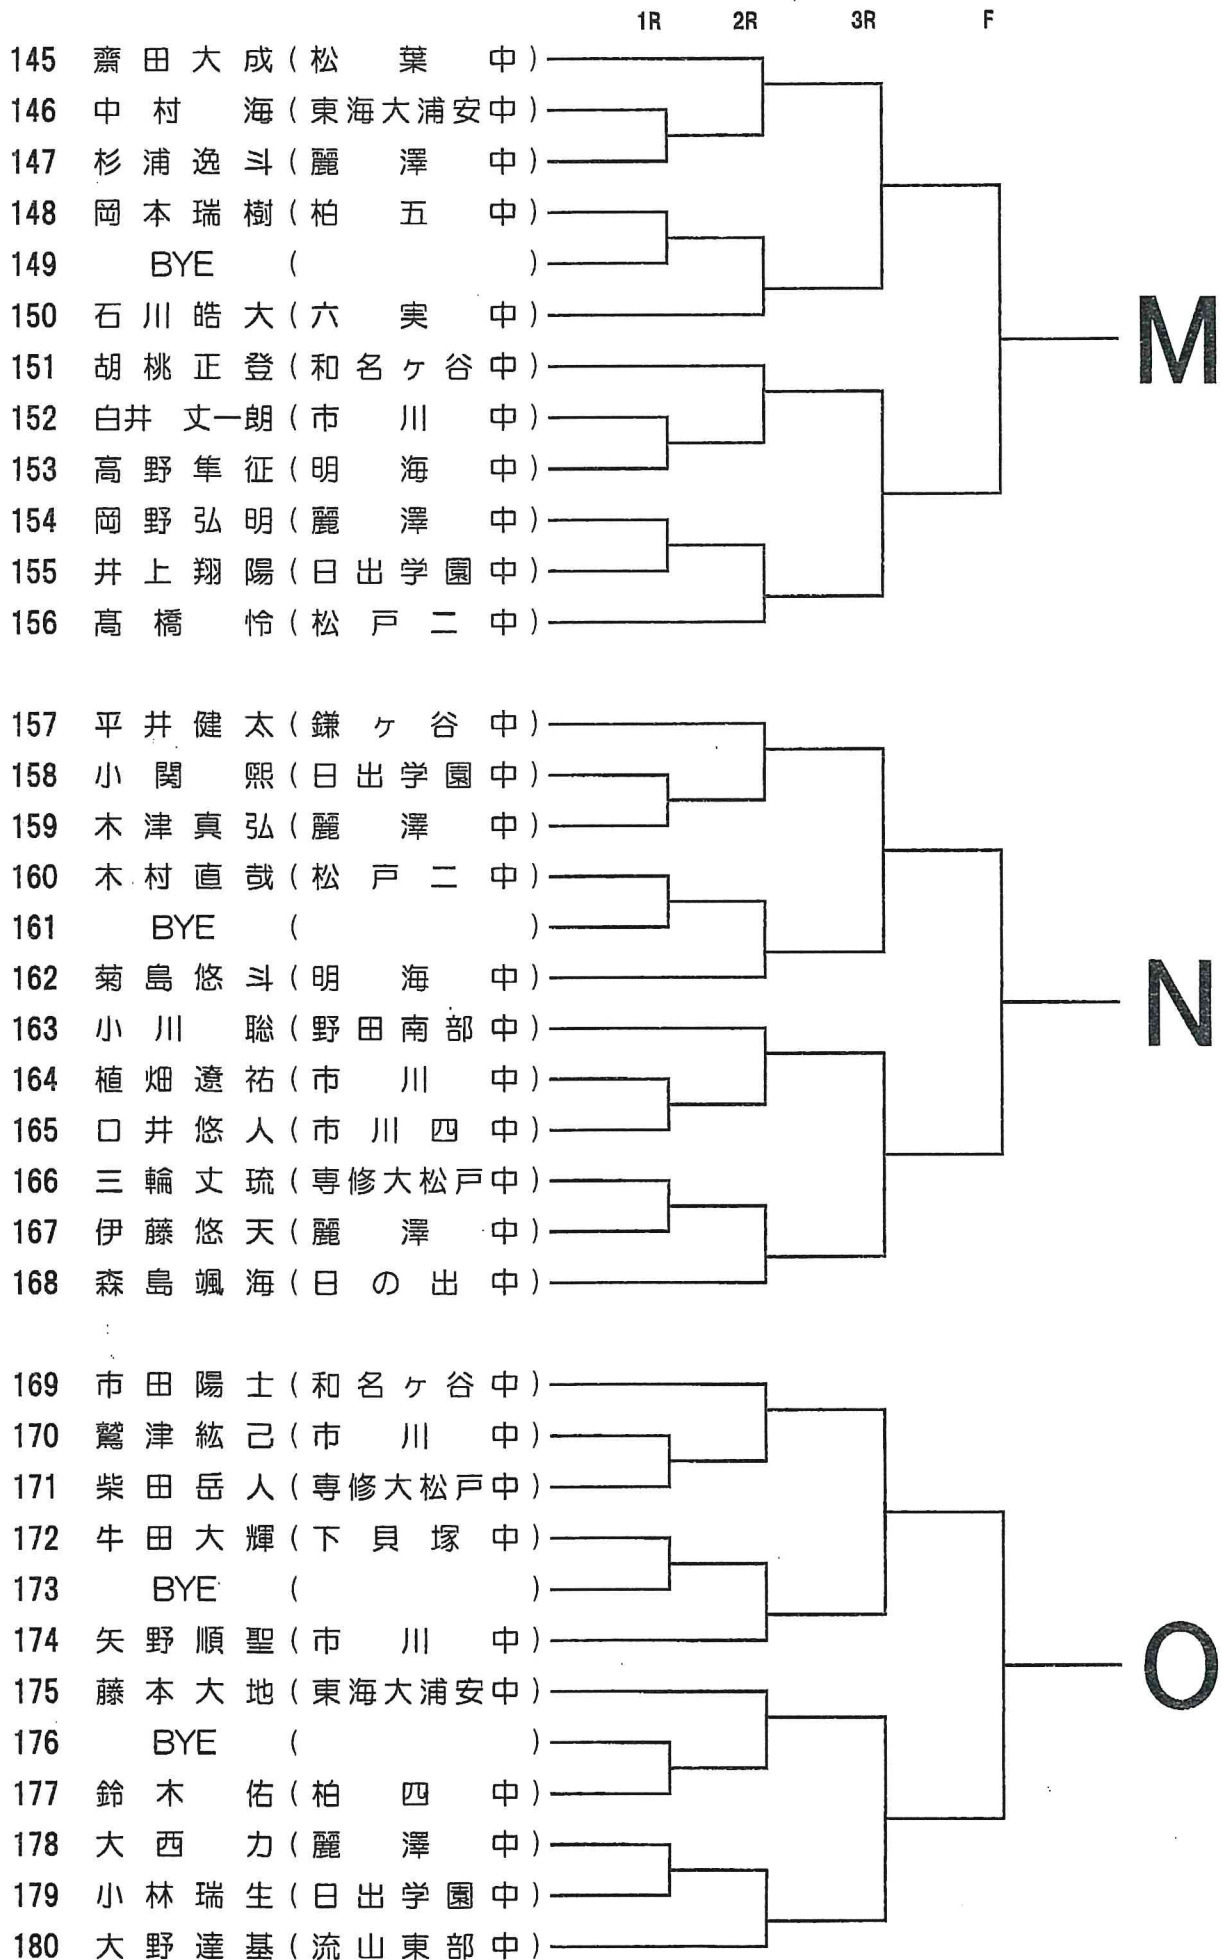 1R 2R 3R F
145 齋田大成(松葉中)
146 中村海(東海大浦安中)
147 杉浦逸斗(麗澤中)
148 岡本瑞樹(柏五中)
149 BYE ( )
150 石川皓大(六実中)
151 胡桃正登(和名ヶ谷中)
M
152 白井丈一朗(市川中)
153 高野隼征(明海中)
154 岡野弘明(麗澤中)
155 井上翔陽(日出学園中)
156 髙橋怜(松戸二中)
157 平井健太(鎌ヶ谷中)
158 小関煕(日出学園中)
159 木津真弘(麗澤中)
160 木村直哉(松戸二中)
161 BYE ( )
162 菊島悠斗(明海中)
N
163 小川聡(野田南部中)
164 植畑遼祐(市川中)
165 口井悠人(市川四中)
166 三輪丈琉(専修大松戸中)
167 伊藤悠天(麗澤中)
168 森島颯海(日の出中)
169 市田陽士(和名ヶ谷中)
170 鷲津紘己(市川中)
171 柴田岳人(専修大松戸中)
172 牛田大輝(下貝塚中)
173 BYE ( )
174 矢野順聖(市川中)
O
175 藤本大地(東海大浦安中)
176 BYE ( )
177 鈴木佑(柏四中)
178 大西力(麗澤中)
179 小林瑞生(日出学園中)
180 大野達基(流山東部中)